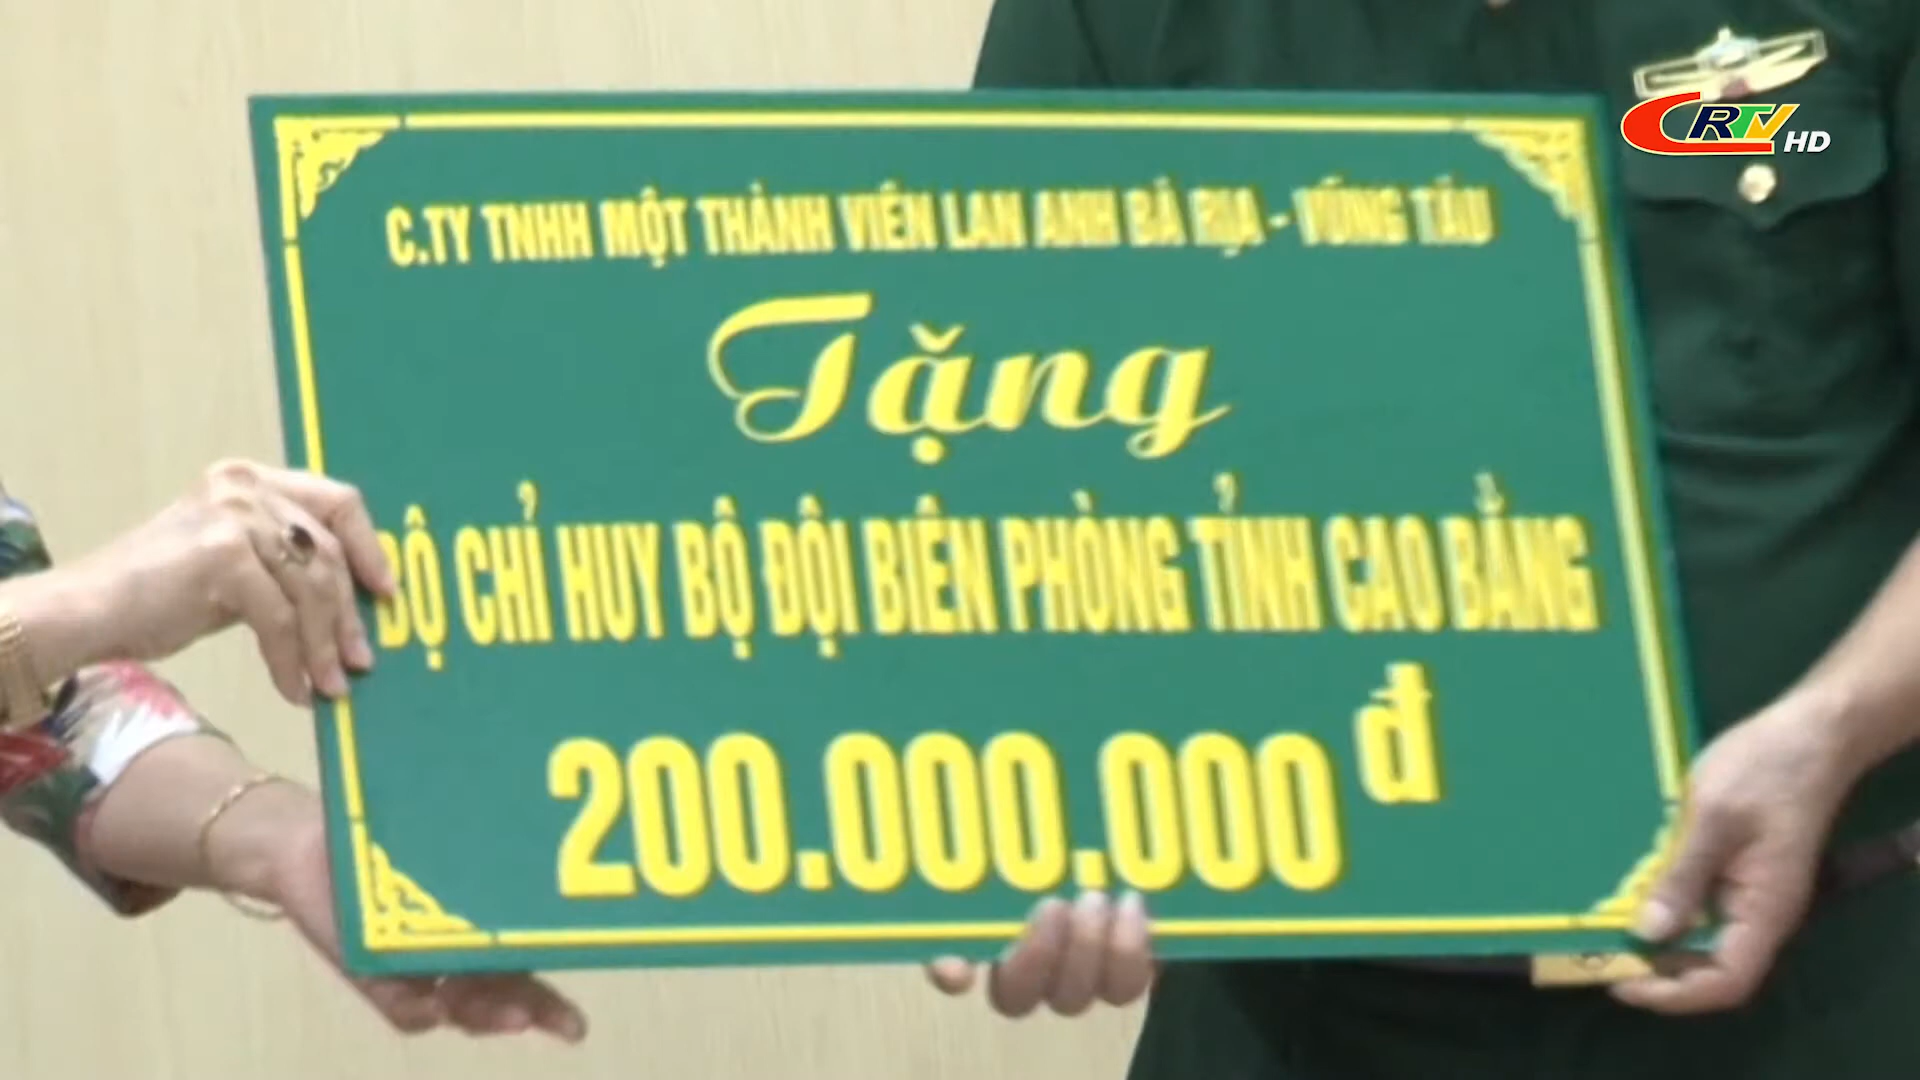 CRTV HD
C.TY TNHH MỘT THÀNH VIÊN LAN ANH BÀ RỊA - VŨNG TÀU
Tặng
BỘ CHỈ HUY BỘ ĐỘI BIÊN PHÒNG TỈNH CAO BẰNG
200.000.000đ